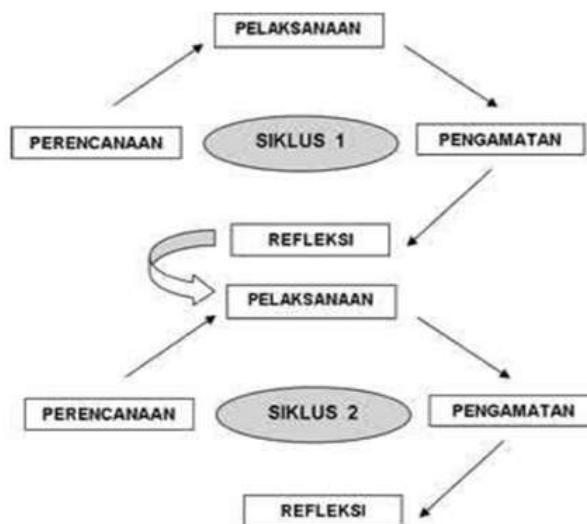 PELAKSANAAN
PERENCANAAN
SIKLUS 1
PENGAMATAN
REFLEKSI
PELAKSANAAN
PERENCANAAN
SIKLUS 2
PENGAMATAN
REFLEKSI